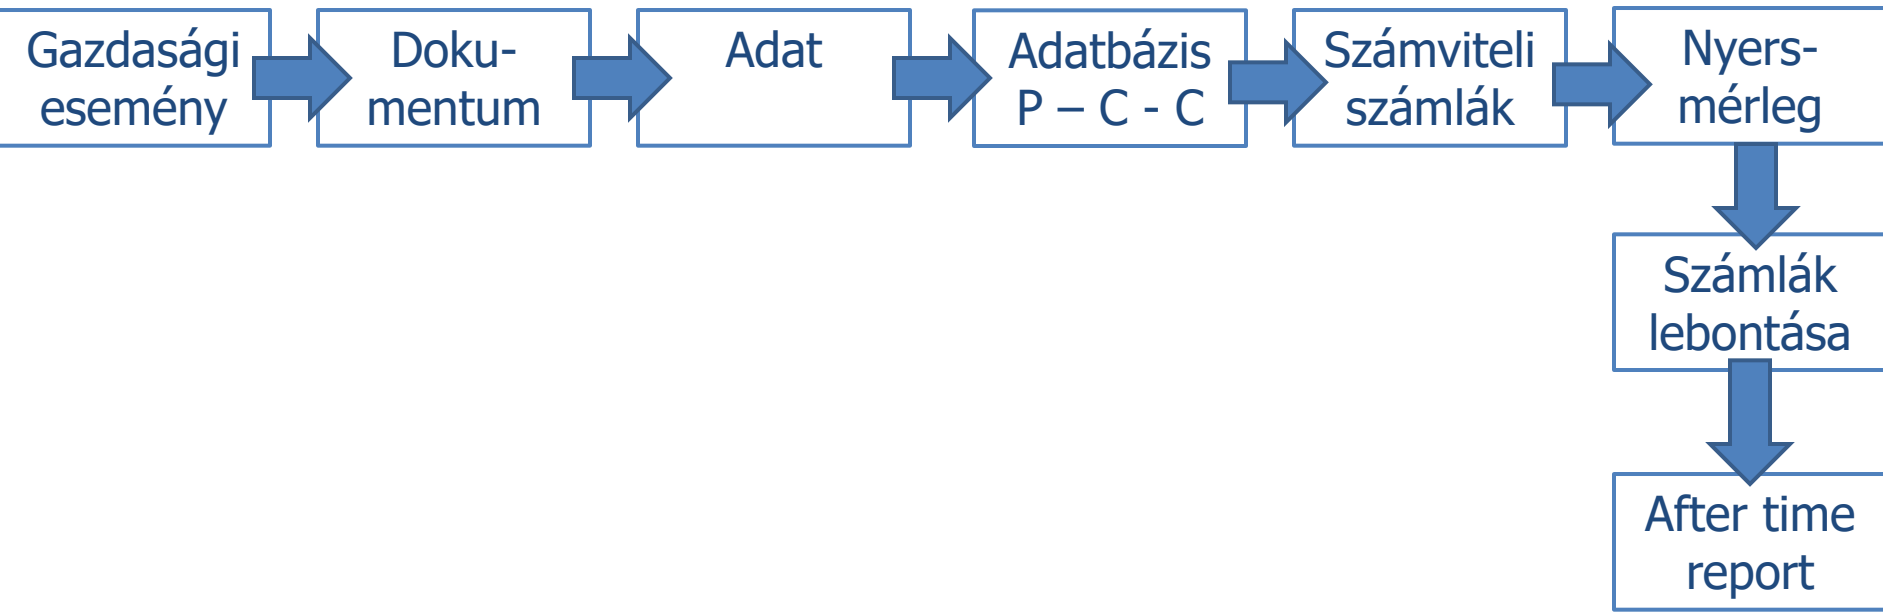 Gazdasági
esemény
Doku-
mentum
Adat
Adatbázis
P – C - C
Számviteli
számlák
Nyers-
mérleg
Számlák
lebontása
After time
report